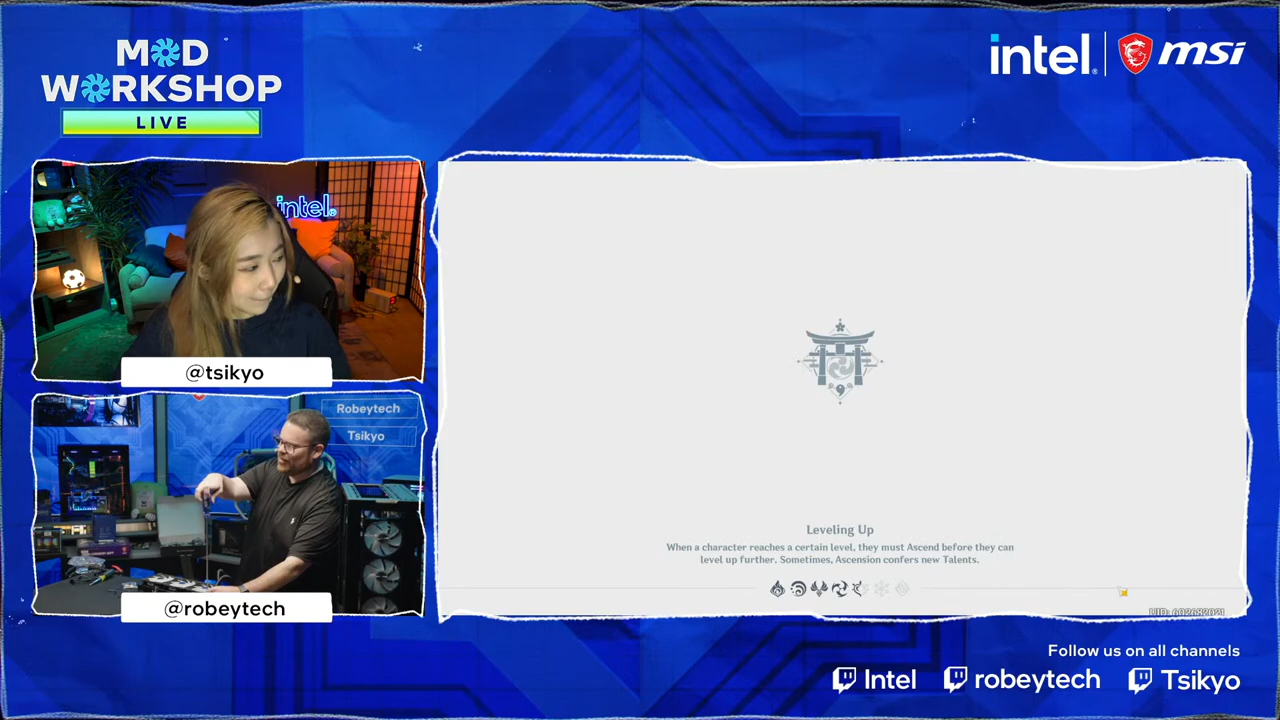 MOD
WORKSHOP
LIVE
intel.
msi
intel.
@tsikyo
Robeytech
Tsikyo
@robeytech
Leveling Up
When a character reaches a certain level, they must Ascend before they can
level up further. Sometimes, Ascension confers new Talents.
UID: 602682021
Follow us on all channels
Intel
robeytech
Tsikyo